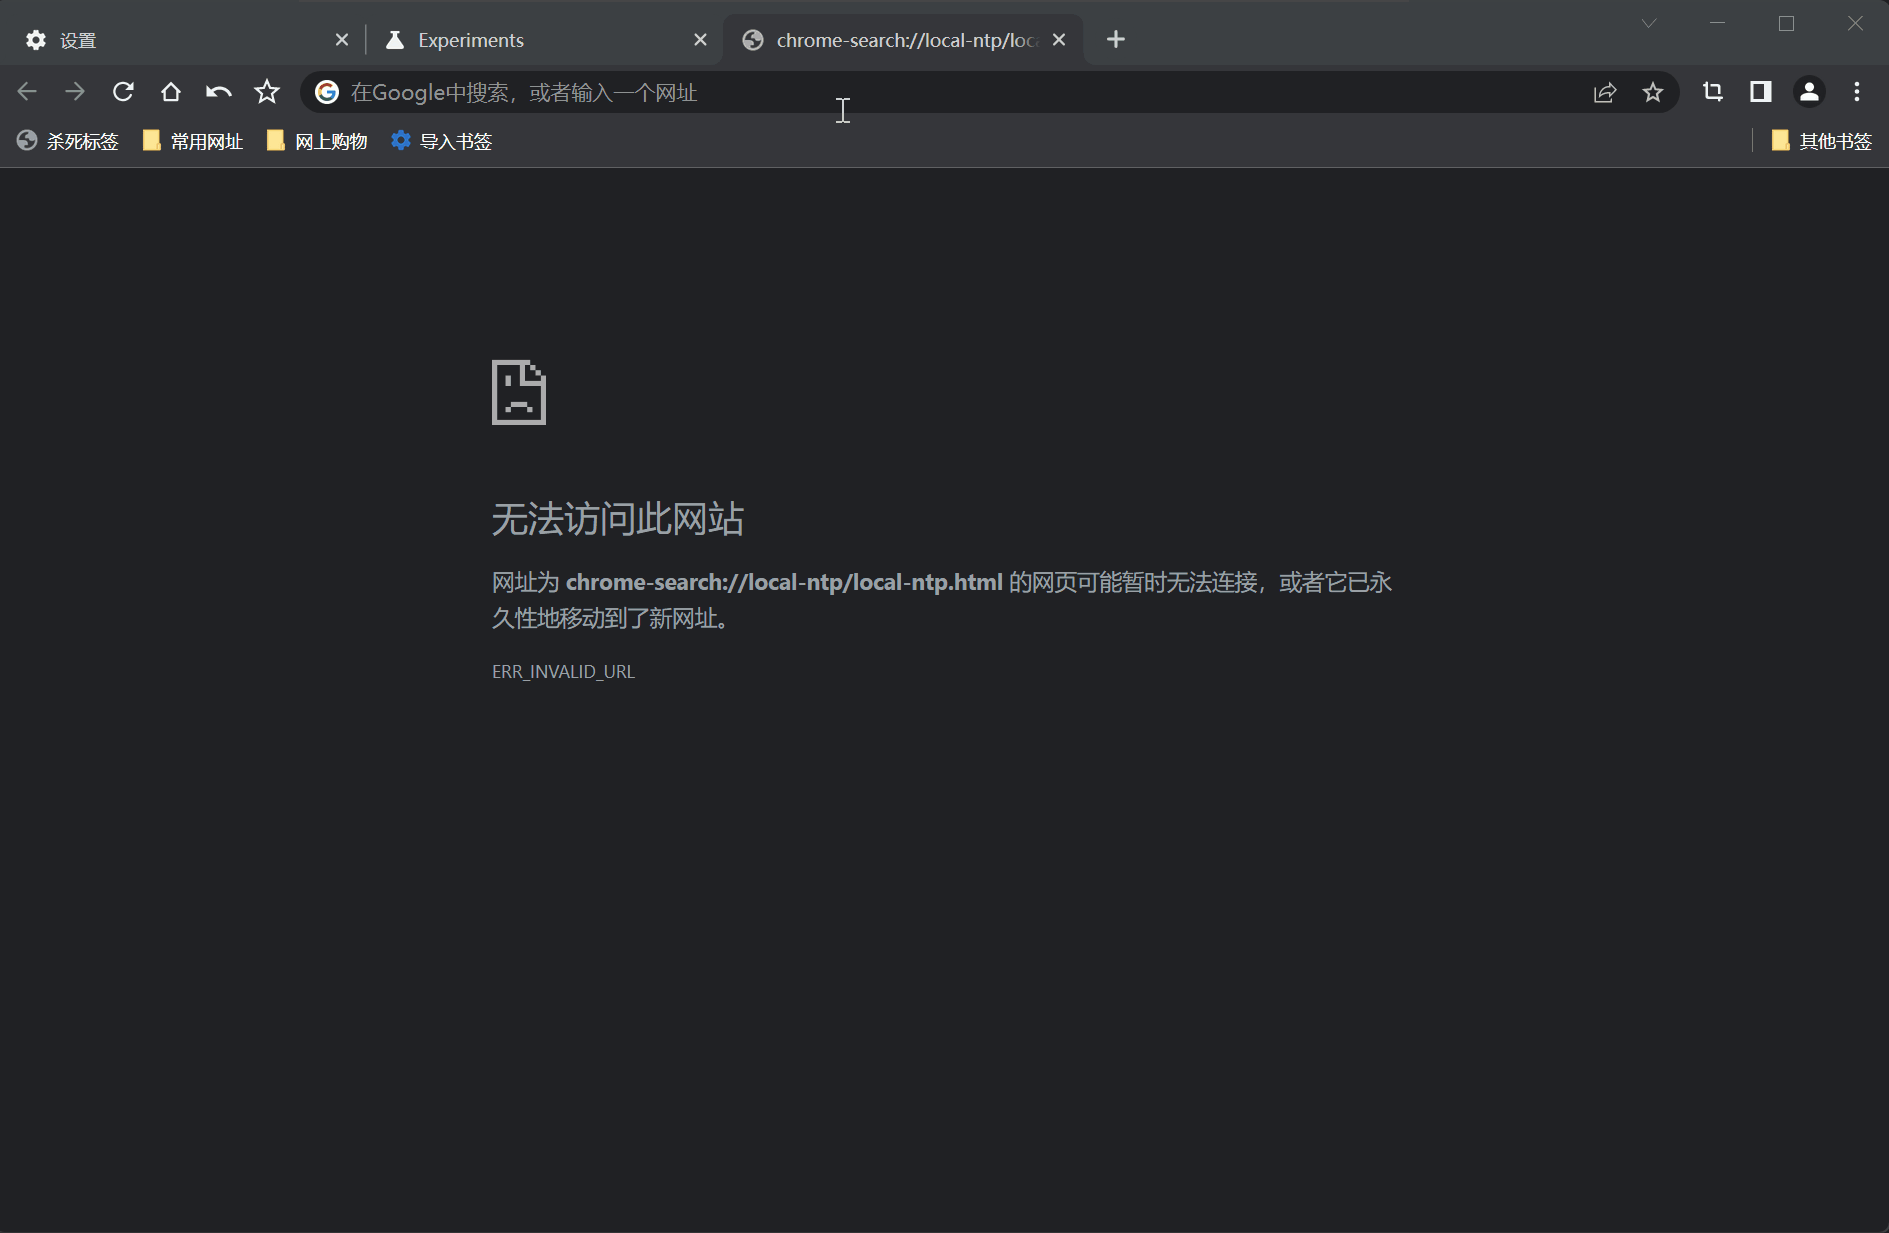 设置
Experiments
chrome-search://local-ntp/loc
在Google中搜索，或者输入一个网址
杀死标签
常用网址
网上购物
导入书签
其他书签
无法访问此网站
网址为 chrome-search://local-ntp/local-ntp.html 的网页可能暂时无法连接，或者它已永
久性地移动到了新网址。
ERR_INVALID_URL